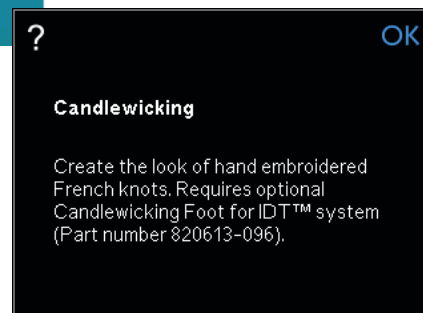 ? OK
Candlewicking
Create the look of hand embroidered
French knots. Requires optional
Candlewicking Foot for IDT™ system
(Part number 820613-096).